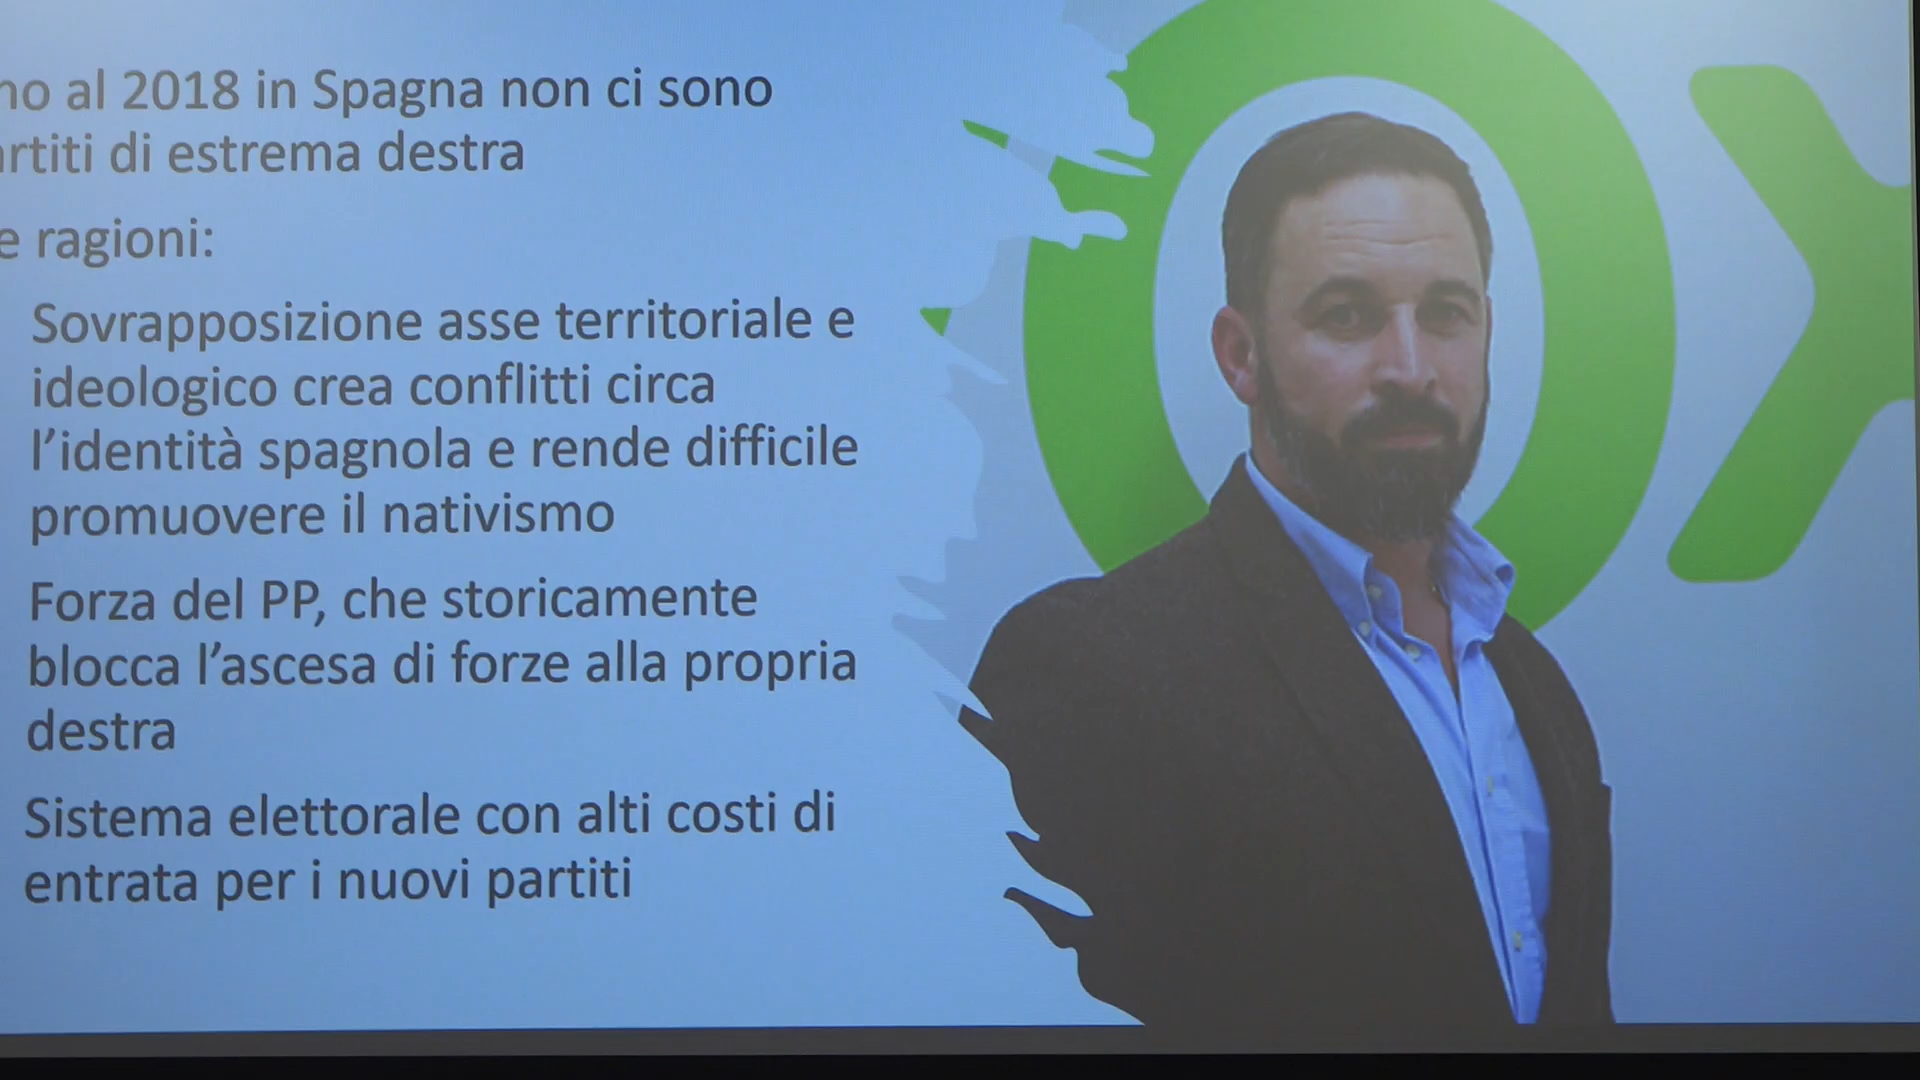 no al 2018 in Spagna non ci sono
rtiti di estrema destra
e ragioni:
Sovrapposizione asse territoriale e
ideologico crea conflitti circa
l’identità spagnola e rende difficile
promuovere il nativismo
Forza del PP, che storicamente
blocca l’ascesa di forze alla propria
destra
Sistema elettorale con alti costi di
entrata per i nuovi partiti
OX